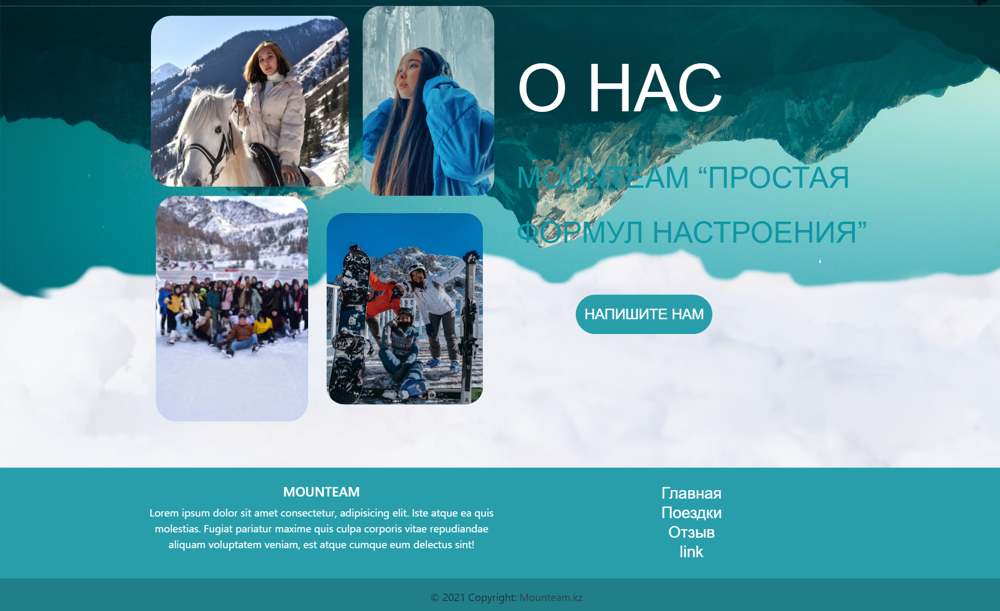 О НАС
MOUNTEAM “ПРОСТАЯ
ФОРМУЛ НАСТРОЕНИЯ”
НАПИШИТЕ НАМ
MOUNTEAM
Lorem ipsum dolor sit amet consectetur, adipisicing elit. Iste atque ea quis
molestias. Fugiat pariatur maxime quis culpa corporis vitae repudiandae
aliquam voluptatem veniam, est atque cumque eum delectus sint!
Главная
Поездки
Отзыв
link
© 2021 Copyright: Mounteam.kz